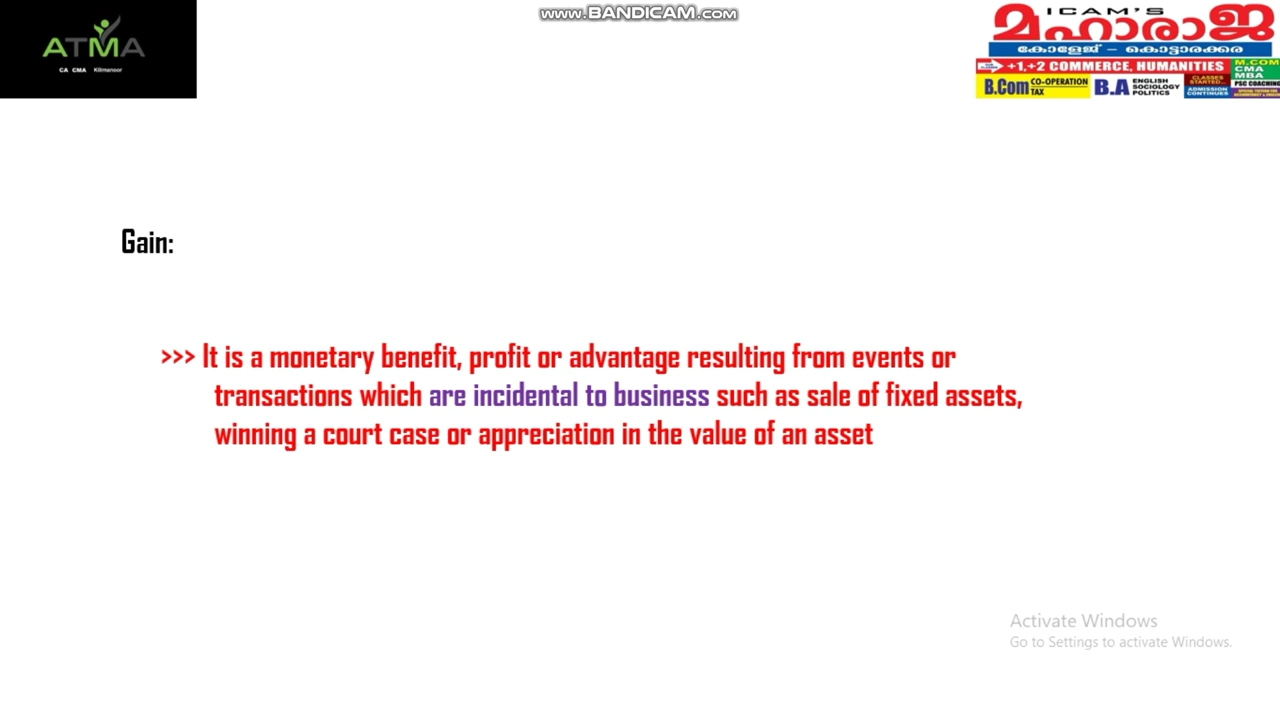 www.BANDICAM.com
ATMA
CA CMA Kilimanoor
ICAM'S
മഹാരാജ
കോളേജ് – കൊട്ടാരക്കര
+1,+2 COMMERCE, HUMANITIES
M.COM
CMA
MBA
PSC COACHING
B.Com CO-OPERATION
TAX
B.A ENGLISH
SOCIOLOGY
POLITICS
CLASSES
STARTED...
ADMISSION
CONTINUES
Gain:
>>> It is a monetary benefit, profit or advantage resulting from events or
transactions which are incidental to business such as sale of fixed assets,
winning a court case or appreciation in the value of an asset
Activate Windows
Go to Settings to activate Windows.